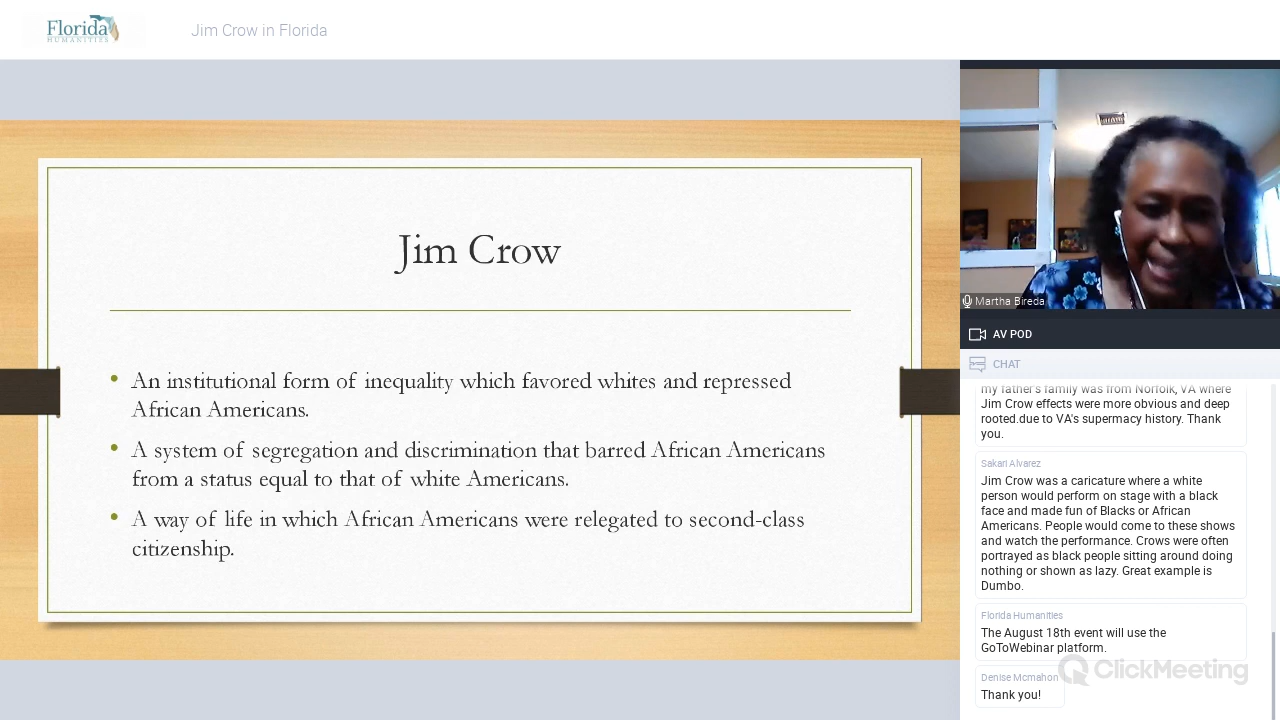 Florida
HUMANITIES
Jim Crow in Florida
Jim Crow
• An institutional form of inequality which favored whites and repressed
African Americans.
• A system of segregation and discrimination that barred African Americans
from a status equal to that of white Americans.
• A way of life in which African Americans were relegated to second-class
citizenship.
Martha Bireda
AV POD
CHAT
my father's family was from Norfolk, VA where
Jim Crow effects were more obvious and deep
rooted.due to VA's supermacy history. Thank
you.
Sakari Alvarez
Jim Crow was a caricature where a white
person would perform on stage with a black
face and made fun of Blacks or African
Americans. People would come to these shows
and watch the performance. Crows were often
portrayed as black people sitting around doing
nothing or shown as lazy. Great example is
Dumbo.
Florida Humanities
The August 18th event will use the
GoToWebinar platform.
Denise Mcmahon
Thank you!
ClickMeeting